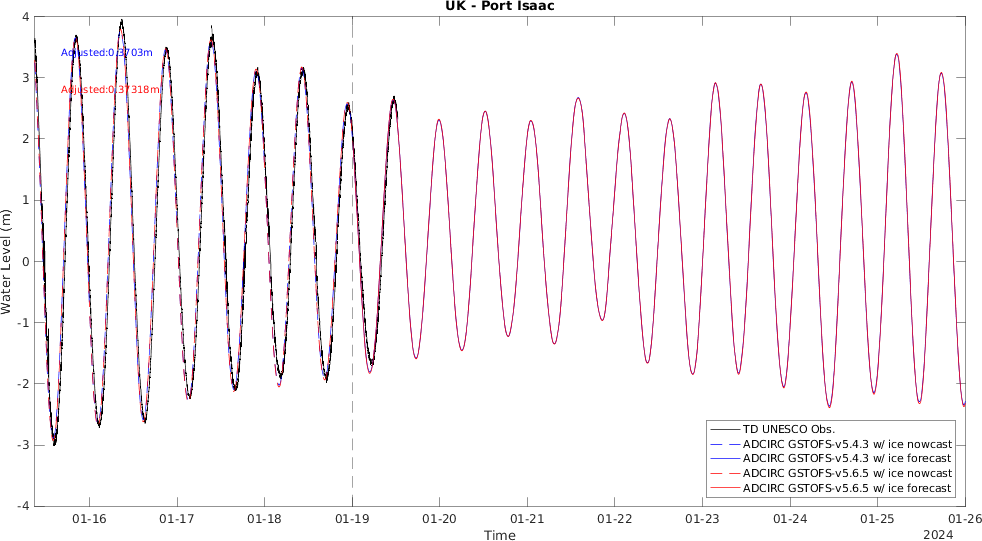 UK - Port Isaac
Adjusted:0.3703m
Adjusted:0.37318m
Water Level (m)
4
3
2
1
0
-1
-2
-3
-4
01-16
01-17
01-18
01-19
01-20
01-21
01-22
01-23
01-24
01-25
01-26
Time
2024
TD UNESCO Obs.
ADCIRC GSTOFS-v5.4.3 w/ ice nowcast
ADCIRC GSTOFS-v5.4.3 w/ ice forecast
ADCIRC GSTOFS-v5.6.5 w/ ice nowcast
ADCIRC GSTOFS-v5.6.5 w/ ice forecast